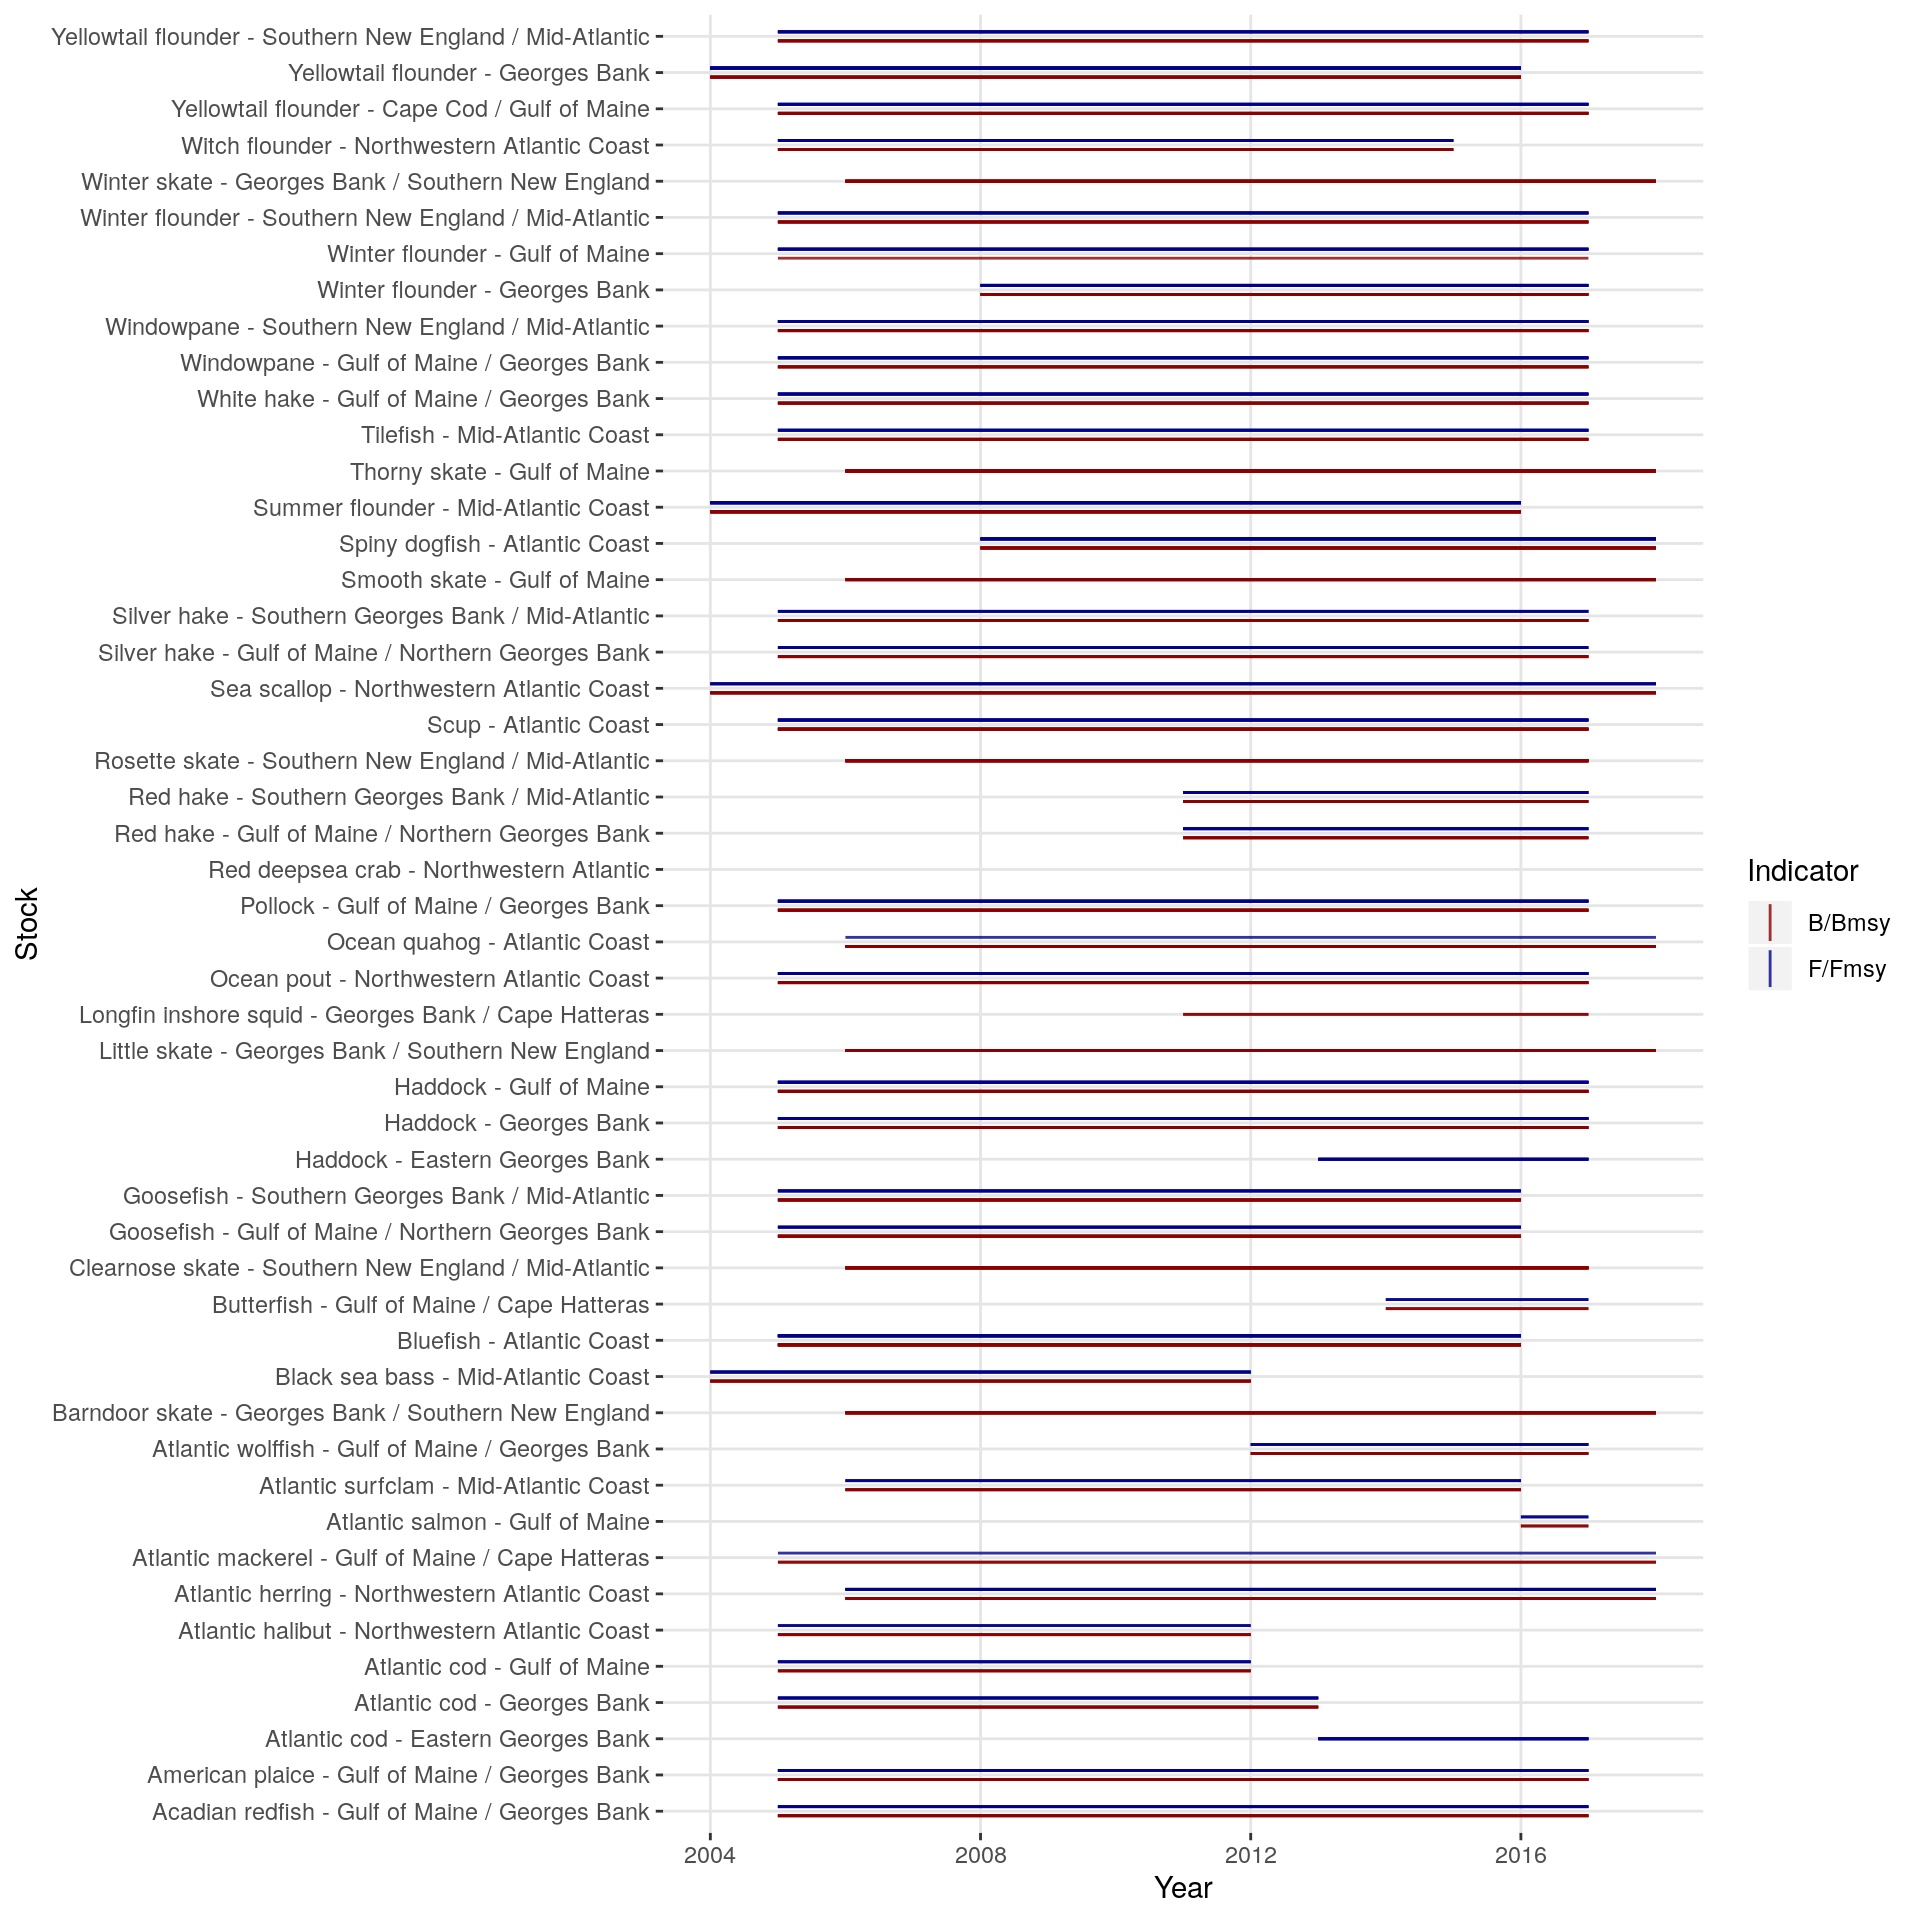 Yellowtail flounder - Southern New England / Mid-Atlantic
Yellowtail flounder - Georges Bank
Yellowtail flounder - Cape Cod / Gulf of Maine
Witch flounder - Northwestern Atlantic Coast
Winter skate - Georges Bank / Southern New England
Winter flounder - Southern New England / Mid-Atlantic
Winter flounder - Gulf of Maine
Winter flounder - Georges Bank
Windowpane - Southern New England / Mid-Atlantic
Windowpane - Gulf of Maine / Georges Bank
White hake - Gulf of Maine / Georges Bank
Tilefish - Mid-Atlantic Coast
Thorny skate - Gulf of Maine
Summer flounder - Mid-Atlantic Coast
Spiny dogfish - Atlantic Coast
Smooth skate - Gulf of Maine
Silver hake - Southern Georges Bank / Mid-Atlantic
Silver hake - Gulf of Maine / Northern Georges Bank
Sea scallop - Northwestern Atlantic Coast
Scup - Atlantic Coast
Rosette skate - Southern New England / Mid-Atlantic
Red hake - Southern Georges Bank / Mid-Atlantic
Red hake - Gulf of Maine / Northern Georges Bank
Red deepsea crab - Northwestern Atlantic
Pollock - Gulf of Maine / Georges Bank
Ocean quahog - Atlantic Coast
Ocean pout - Northwestern Atlantic Coast
Longfin inshore squid - Georges Bank / Cape Hatteras
Little skate - Georges Bank / Southern New England
Haddock - Gulf of Maine
Haddock - Georges Bank
Haddock - Eastern Georges Bank
Goosefish - Southern Georges Bank / Mid-Atlantic
Goosefish - Gulf of Maine / Northern Georges Bank
Clearnose skate - Southern New England / Mid-Atlantic
Butterfish - Gulf of Maine / Cape Hatteras
Bluefish - Atlantic Coast
Black sea bass - Mid-Atlantic Coast
Barndoor skate - Georges Bank / Southern New England
Atlantic wolffish - Gulf of Maine / Georges Bank
Atlantic surfclam - Mid-Atlantic Coast
Atlantic salmon - Gulf of Maine
Atlantic mackerel - Gulf of Maine / Cape Hatteras
Atlantic herring - Northwestern Atlantic Coast
Atlantic halibut - Northwestern Atlantic Coast
Atlantic cod - Gulf of Maine
Atlantic cod - Georges Bank
Atlantic cod - Eastern Georges Bank
American plaice - Gulf of Maine / Georges Bank
Acadian redfish - Gulf of Maine / Georges Bank
Stock
2004 2008 2012 2016
Year
Indicator
B/Bmsy
F/Fmsy